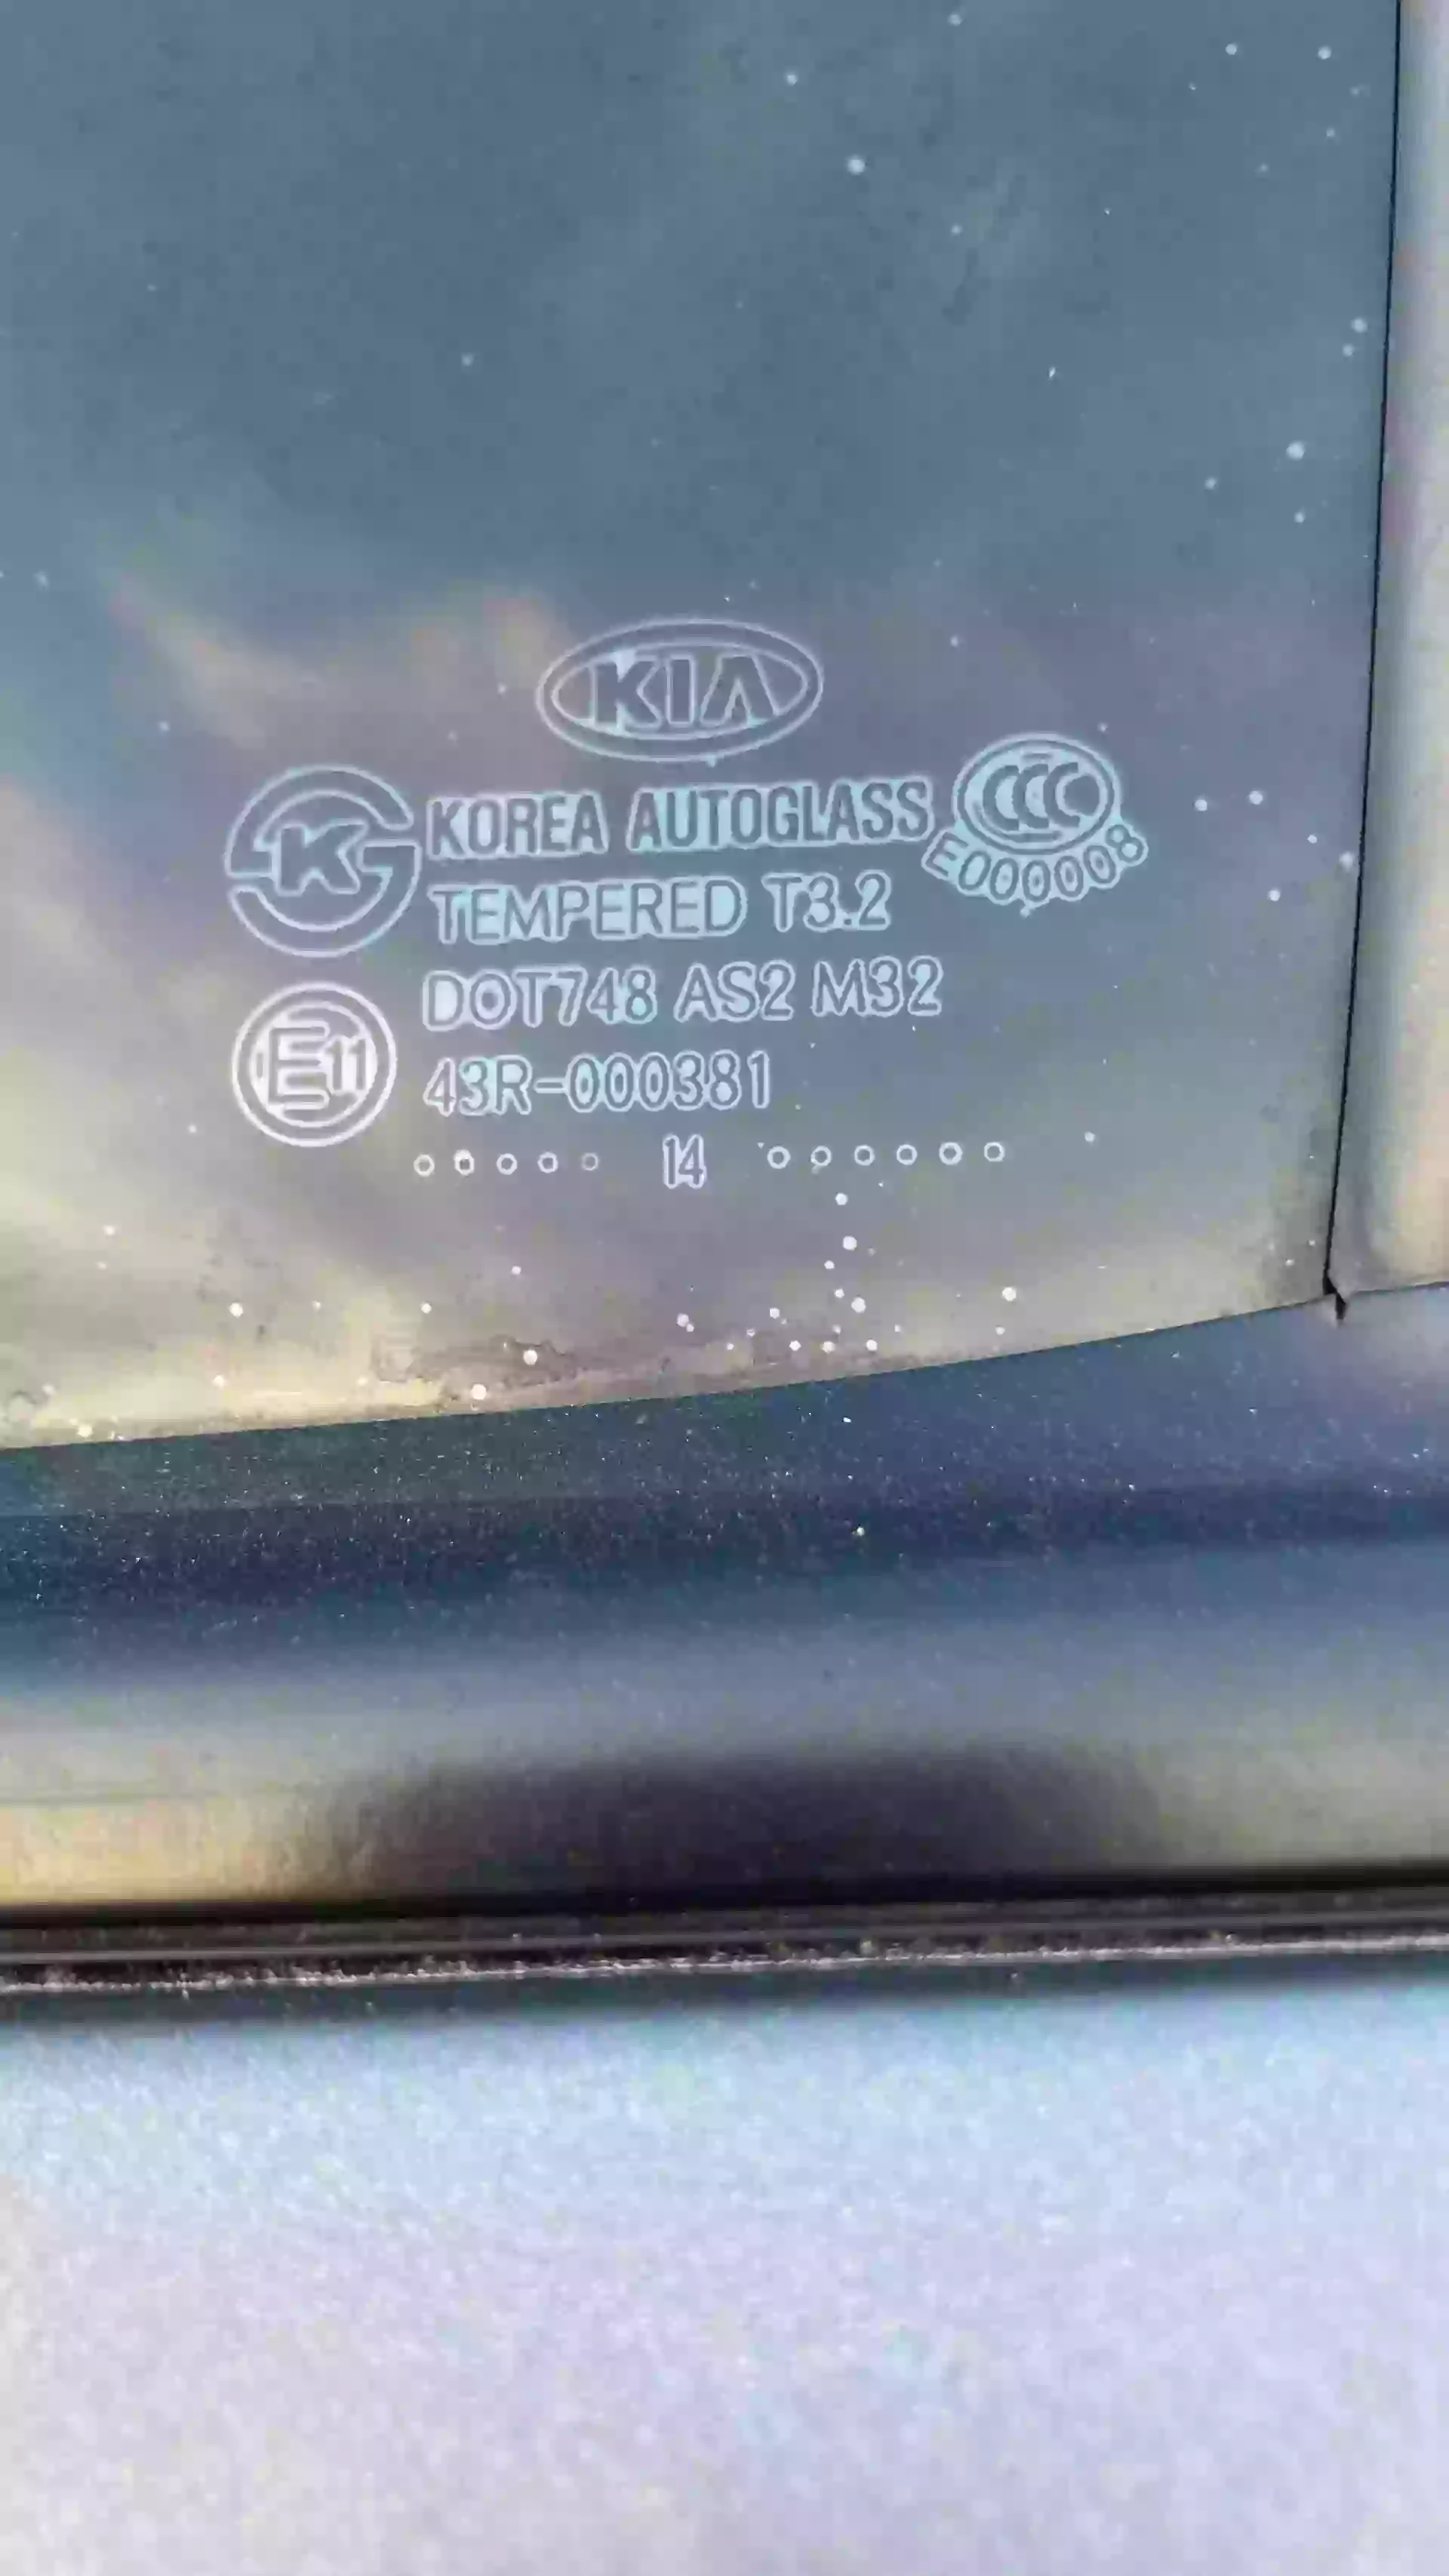 KIA
KOREA AUTOGLASS
CCC
E000008
K
TEMPERED T3.2
DOT748 AS2 M32
E11
43R-000381
14